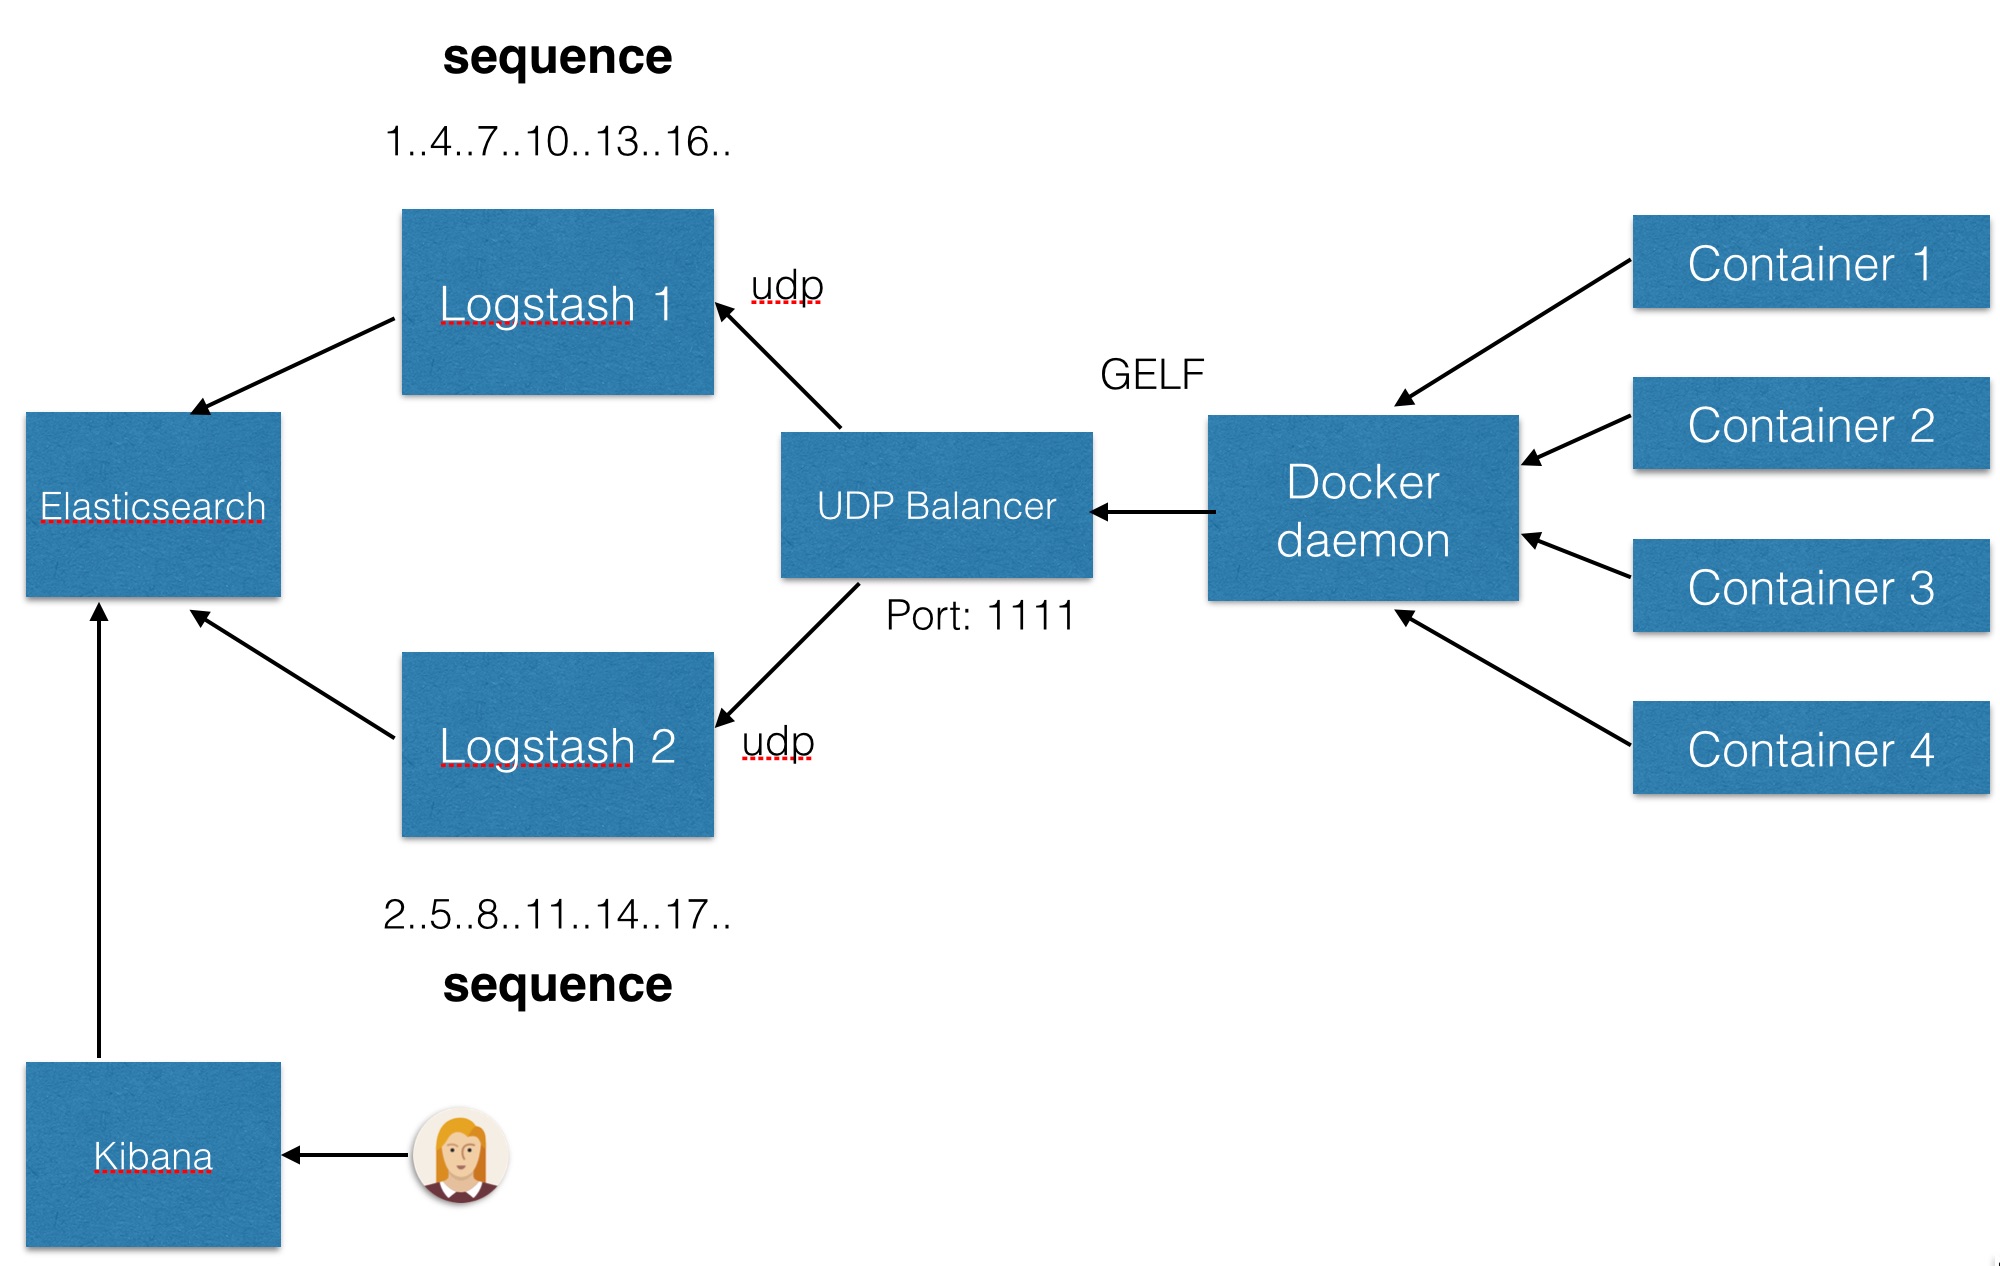 sequence
1..4..7..10..13..16..
Logstash 1
udp
Container 1
GELF
Container 2
Elasticsearch
UDP Balancer
Docker
daemon
Port: 1111
Container 3
Logstash 2
udp
Container 4
2..5..8..11..14..17..
sequence
Kibana